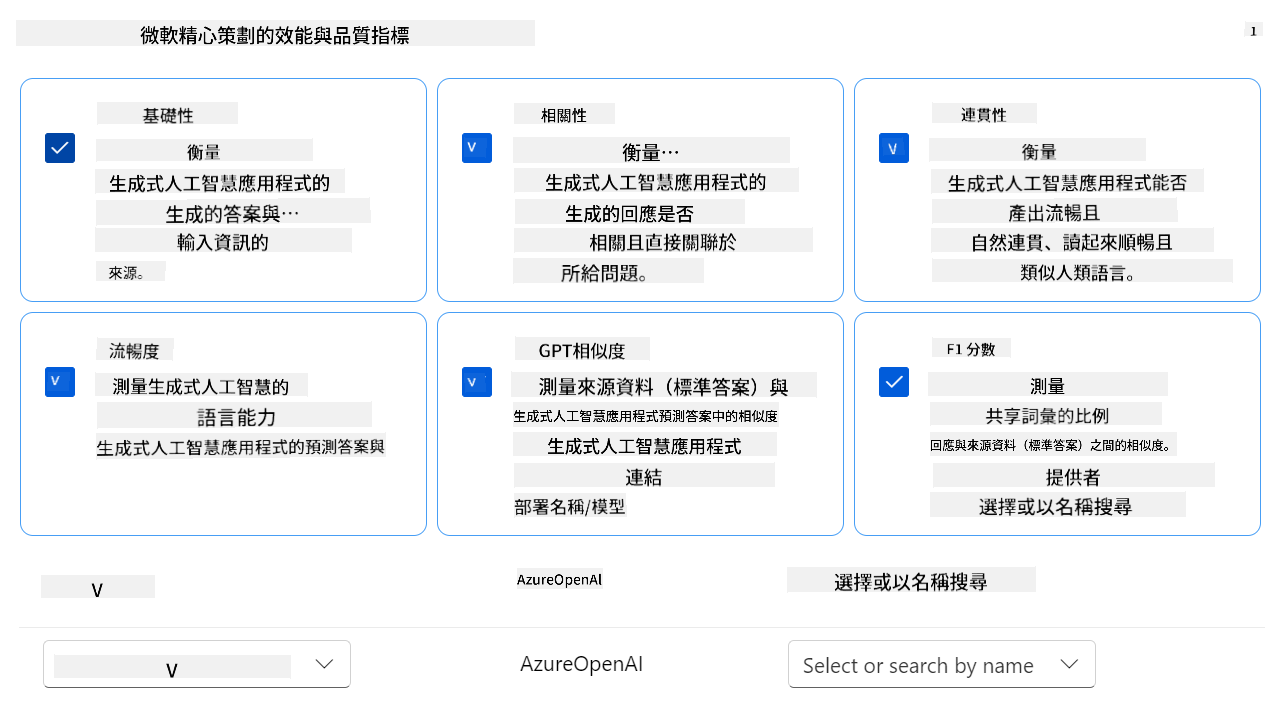 微軟精心策劃的效能與品質指標
1
基礎性
衡量
生成式人工智慧應用程式的
生成的答案與…
輸入資訊的
來源。
V
相關性
衡量…
生成式人工智慧應用程式的
生成的回應是否
相關且直接關聯於
所給問題。
V
連貫性
衡量
生成式人工智慧應用程式能否
產出流暢且
自然連貫、讀起來順暢且
類似人類語言。
V
流暢度
測量生成式人工智慧的
語言能力
生成式人工智慧應用程式的預測答案與
V
GPT相似度
測量來源資料（標準答案）與
生成式人工智慧應用程式預測答案中的相似度
生成式人工智慧應用程式
連結
部署名稱/模型
F1 分數
測量
共享詞彙的比例
回應與來源資料（標準答案）之間的相似度。
提供者
選擇或以名稱搜尋
V
AzureOpenAl
選擇或以名稱搜尋
V
AzureOpenAI
Select or search by name